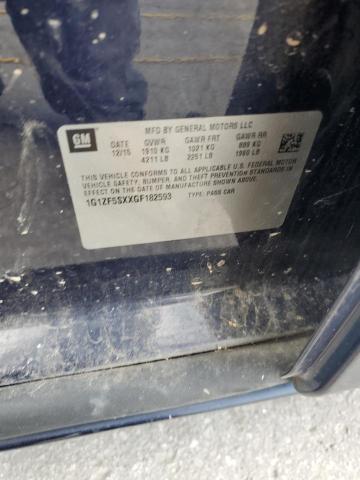 GM
MFD BY GENERAL MOTORS LLC
DATE GVWR GAWR FRT GAWR RR
12/15 1910 KG 1021 KG 889 KG
4211 LB 2251 LB 1960 LB
THIS VEHICLE CONFORMS TO ALL APPLICABLE U.S. FEDERAL MOTOR
VEHICLE SAFETY, BUMPER, AND THEFT PREVENTION STANDARDS IN
EFFECT ON THE DATE OF MANUFACTURE SHOWN ABOVE.
1G1ZF5SXXGF182593 TYPE: PASS CAR